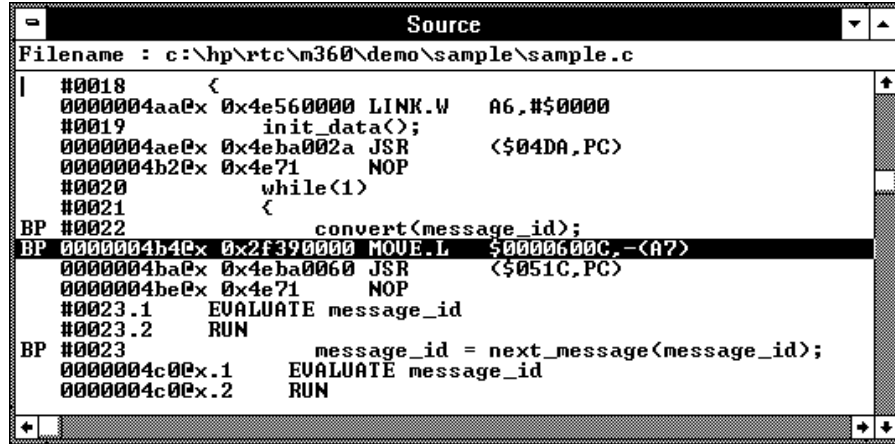 Source
Filename : c:\hp\rtc\m360\demo\sample\sample.c
#0018 {
0000004aa@x 0x4e560000 LINK.W A6,#$0000
#0019 init_data();
0000004ae@x 0x4eba002a JSR ($04DA,PC)
0000004b2@x 0x4e71 NOP
#0020 while(1)
#0021 {
BP #0022 convert(message_id);
BP 0000004b4@x 0x2f390000 MOVE.L $0000600C,-(A7)
0000004ba@x 0x4eba0060 JSR ($051C,PC)
0000004be@x 0x4e71 NOP
#0023.1 EVALUATE message_id
#0023.2 RUN
BP #0023 message_id = next_message(message_id);
0000004c0@x.1 EVALUATE message_id
0000004c0@x.2 RUN